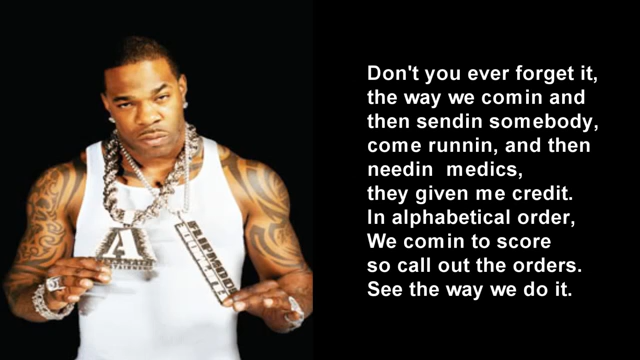 A
FLIPMODE
Don't you ever forget it,
the way we comin and
then sendin somebody,
come runnin, and then
needin  medics,
they given me credit.
In alphabetical order,
We comin to score
so call out the orders.
See the way we do it.